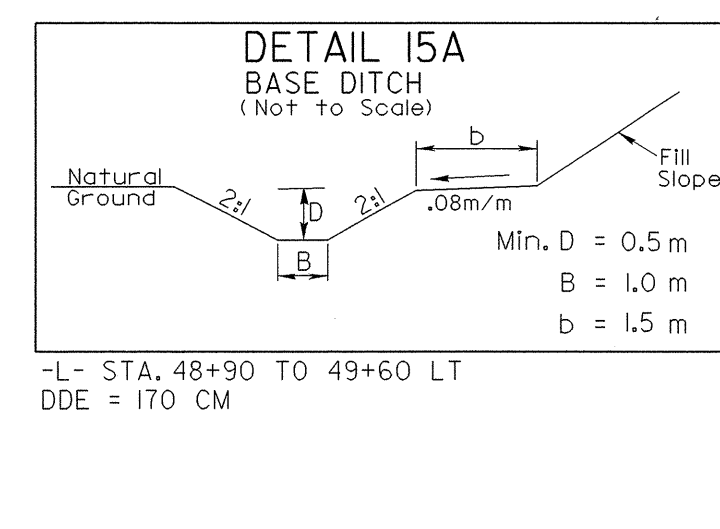 DETAIL 15A
BASE DITCH
(Not to Scale)
b
Natural
Ground
2:1
D
2:1
.08m/m
Fill
Slope
B
Min. D = 0.5 m
B = 1.0 m
b = 1.5 m
-L- STA. 48+90 TO 49+60 LT
DDE = 170 CM